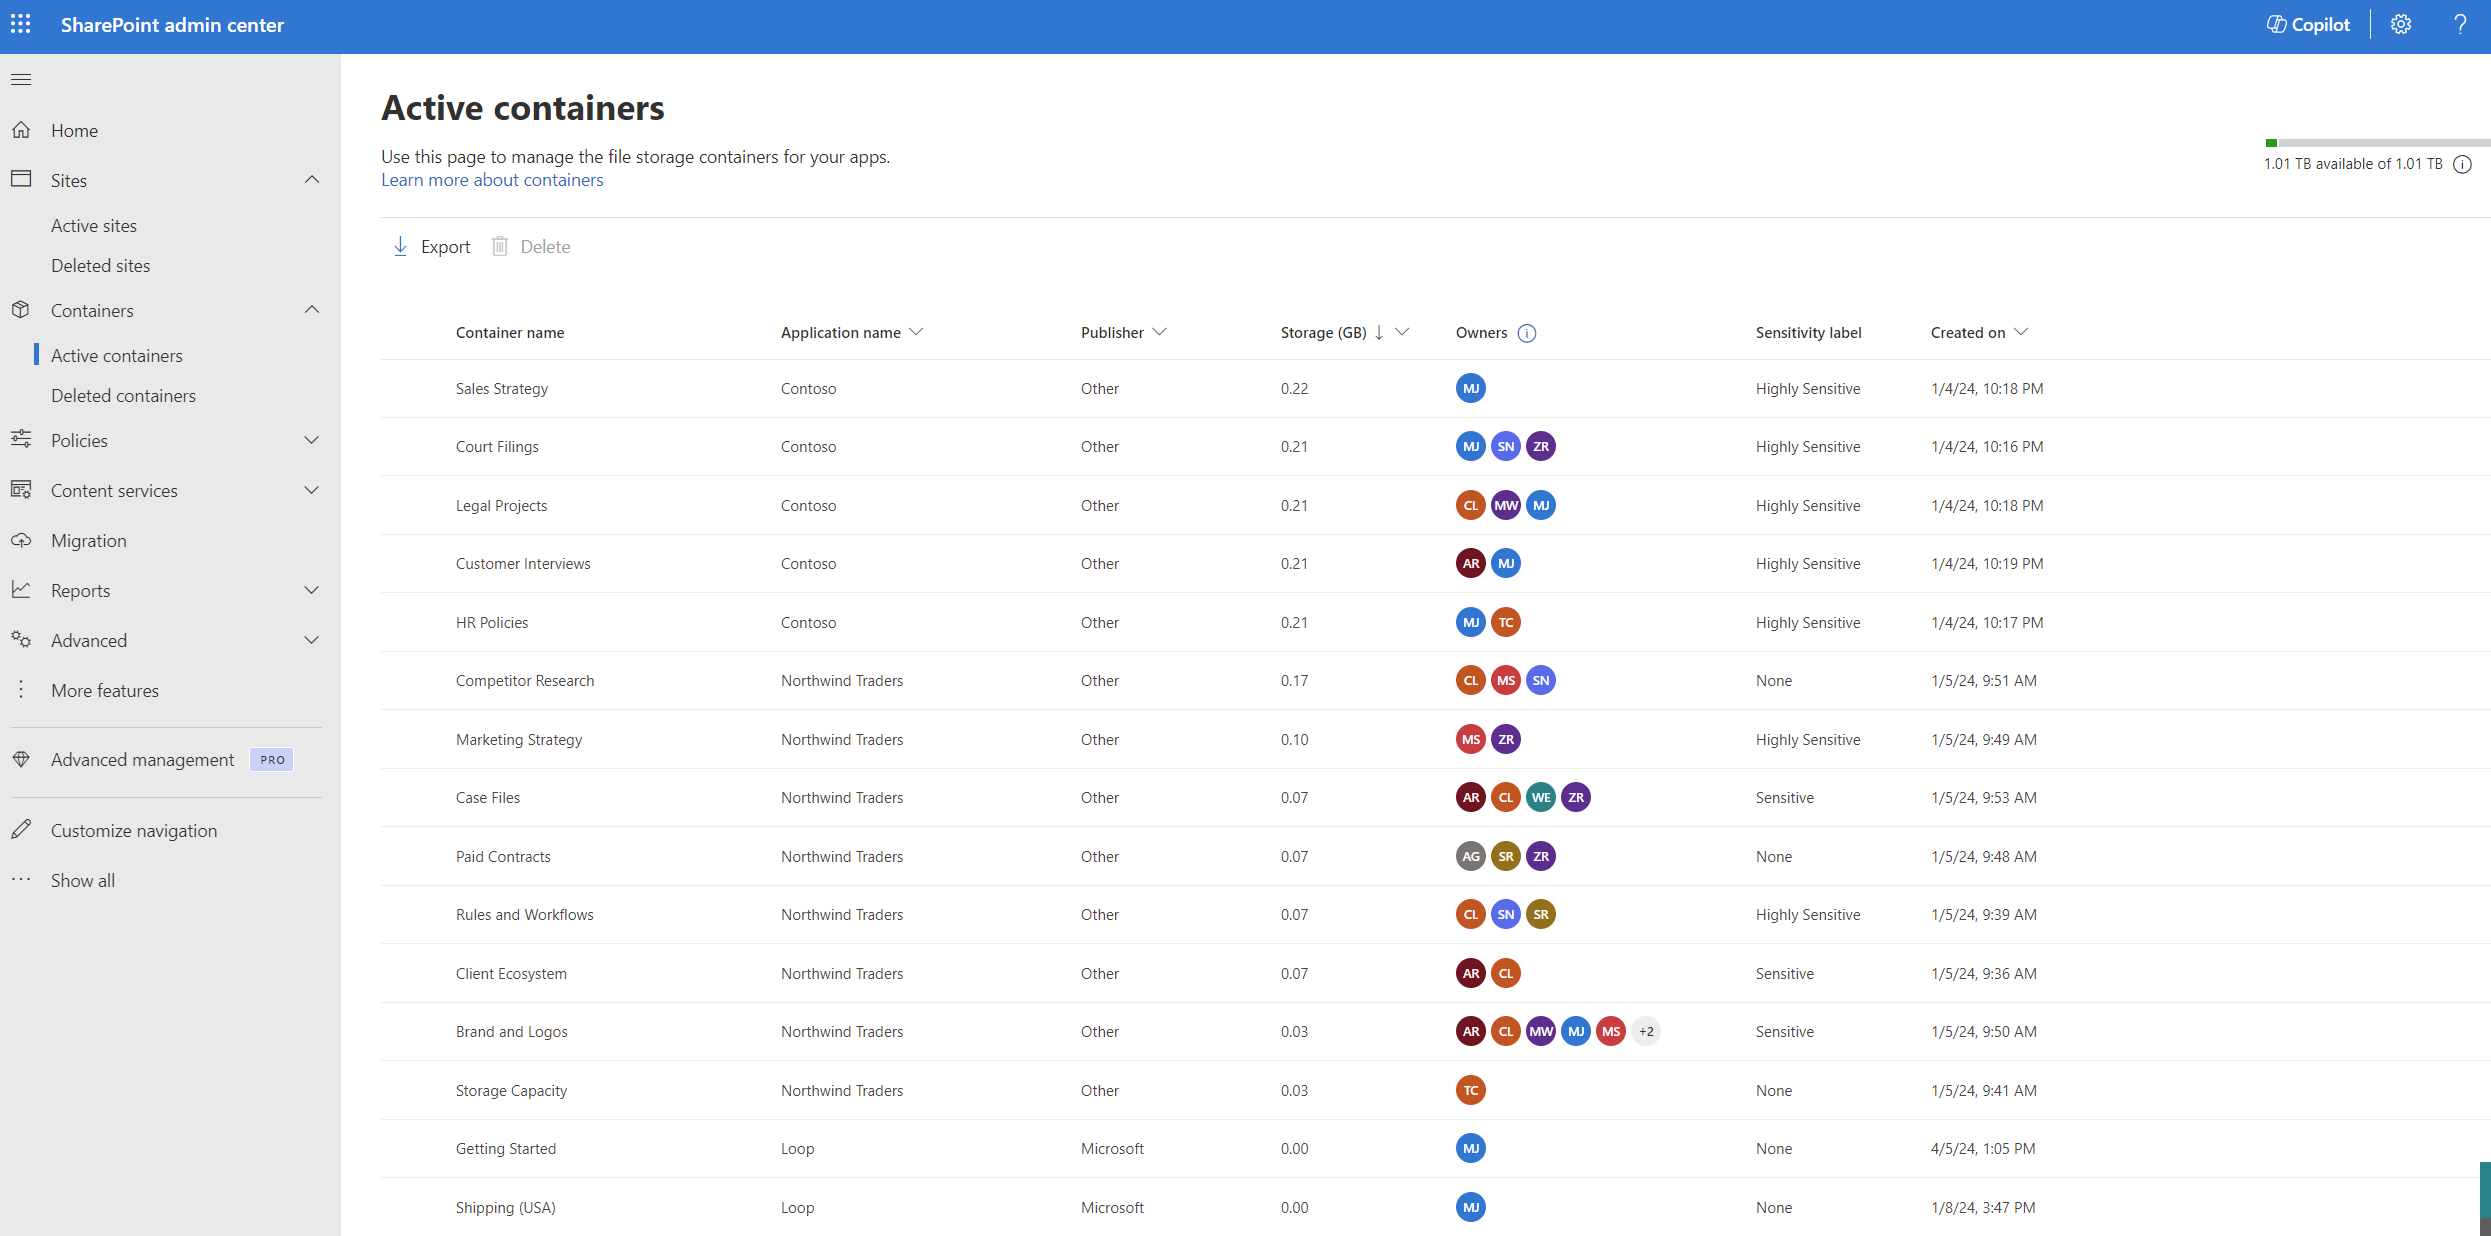 SharePoint admin center
Copilot
Home
Sites
Active sites
Deleted sites
Containers
Active containers
Deleted containers
Policies
Content services
Migration
Reports
Advanced
More features
Advanced management PRO
Customize navigation
Show all
Active containers
Use this page to manage the file storage containers for your apps.
Learn more about containers
1.01 TB available of 1.01 TB
Export Delete
Container name Application name Publisher Storage (GB) Owners Sensitivity label Created on
Sales Strategy Contoso Other 0.22 MJ Highly Sensitive 1/4/24, 10:18 PM
Court Filings Contoso Other 0.21 MJ SN ZR Highly Sensitive 1/4/24, 10:16 PM
Legal Projects Contoso Other 0.21 CL MW MJ Highly Sensitive 1/4/24, 10:18 PM
Customer Interviews Contoso Other 0.21 AR MJ Highly Sensitive 1/4/24, 10:19 PM
HR Policies Contoso Other 0.21 MJ TC Highly Sensitive 1/4/24, 10:17 PM
Competitor Research Northwind Traders Other 0.17 CL MS SN None 1/5/24, 9:51 AM
Marketing Strategy Northwind Traders Other 0.10 MS ZR Highly Sensitive 1/5/24, 9:49 AM
Case Files Northwind Traders Other 0.07 AR CL WE ZR Sensitive 1/5/24, 9:53 AM
Paid Contracts Northwind Traders Other 0.07 AG SR ZR None 1/5/24, 9:48 AM
Rules and Workflows Northwind Traders Other 0.07 CL SN SR Highly Sensitive 1/5/24, 9:39 AM
Client Ecosystem Northwind Traders Other 0.07 AR CL Sensitive 1/5/24, 9:36 AM
Brand and Logos Northwind Traders Other 0.03 AR CL MW MJ MS +2 Sensitive 1/5/24, 9:50 AM
Storage Capacity Northwind Traders Other 0.03 TC None 1/5/24, 9:41 AM
Getting Started Loop Microsoft 0.00 MJ None 4/5/24, 1:05 PM
Shipping (USA) Loop Microsoft 0.00 MJ None 1/8/24, 3:47 PM